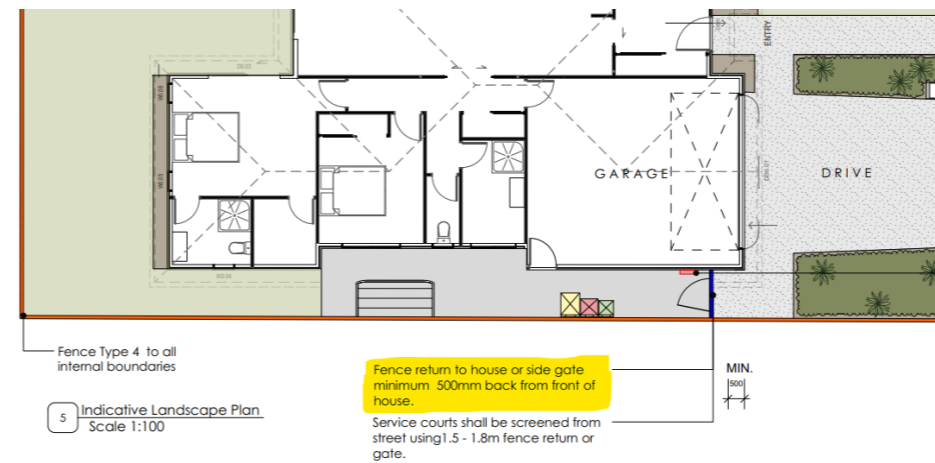 ENTRY
GARAGE
DRIVE
Fence Type 4 to all
internal boundaries
5
Indicative Landscape Plan
Scale 1:100
Fence return to house or side gate
minimum 500mm back from front of
house.
Service courts shall be screened from
street using1.5 - 1.8m fence return or
gate.
MIN.
500